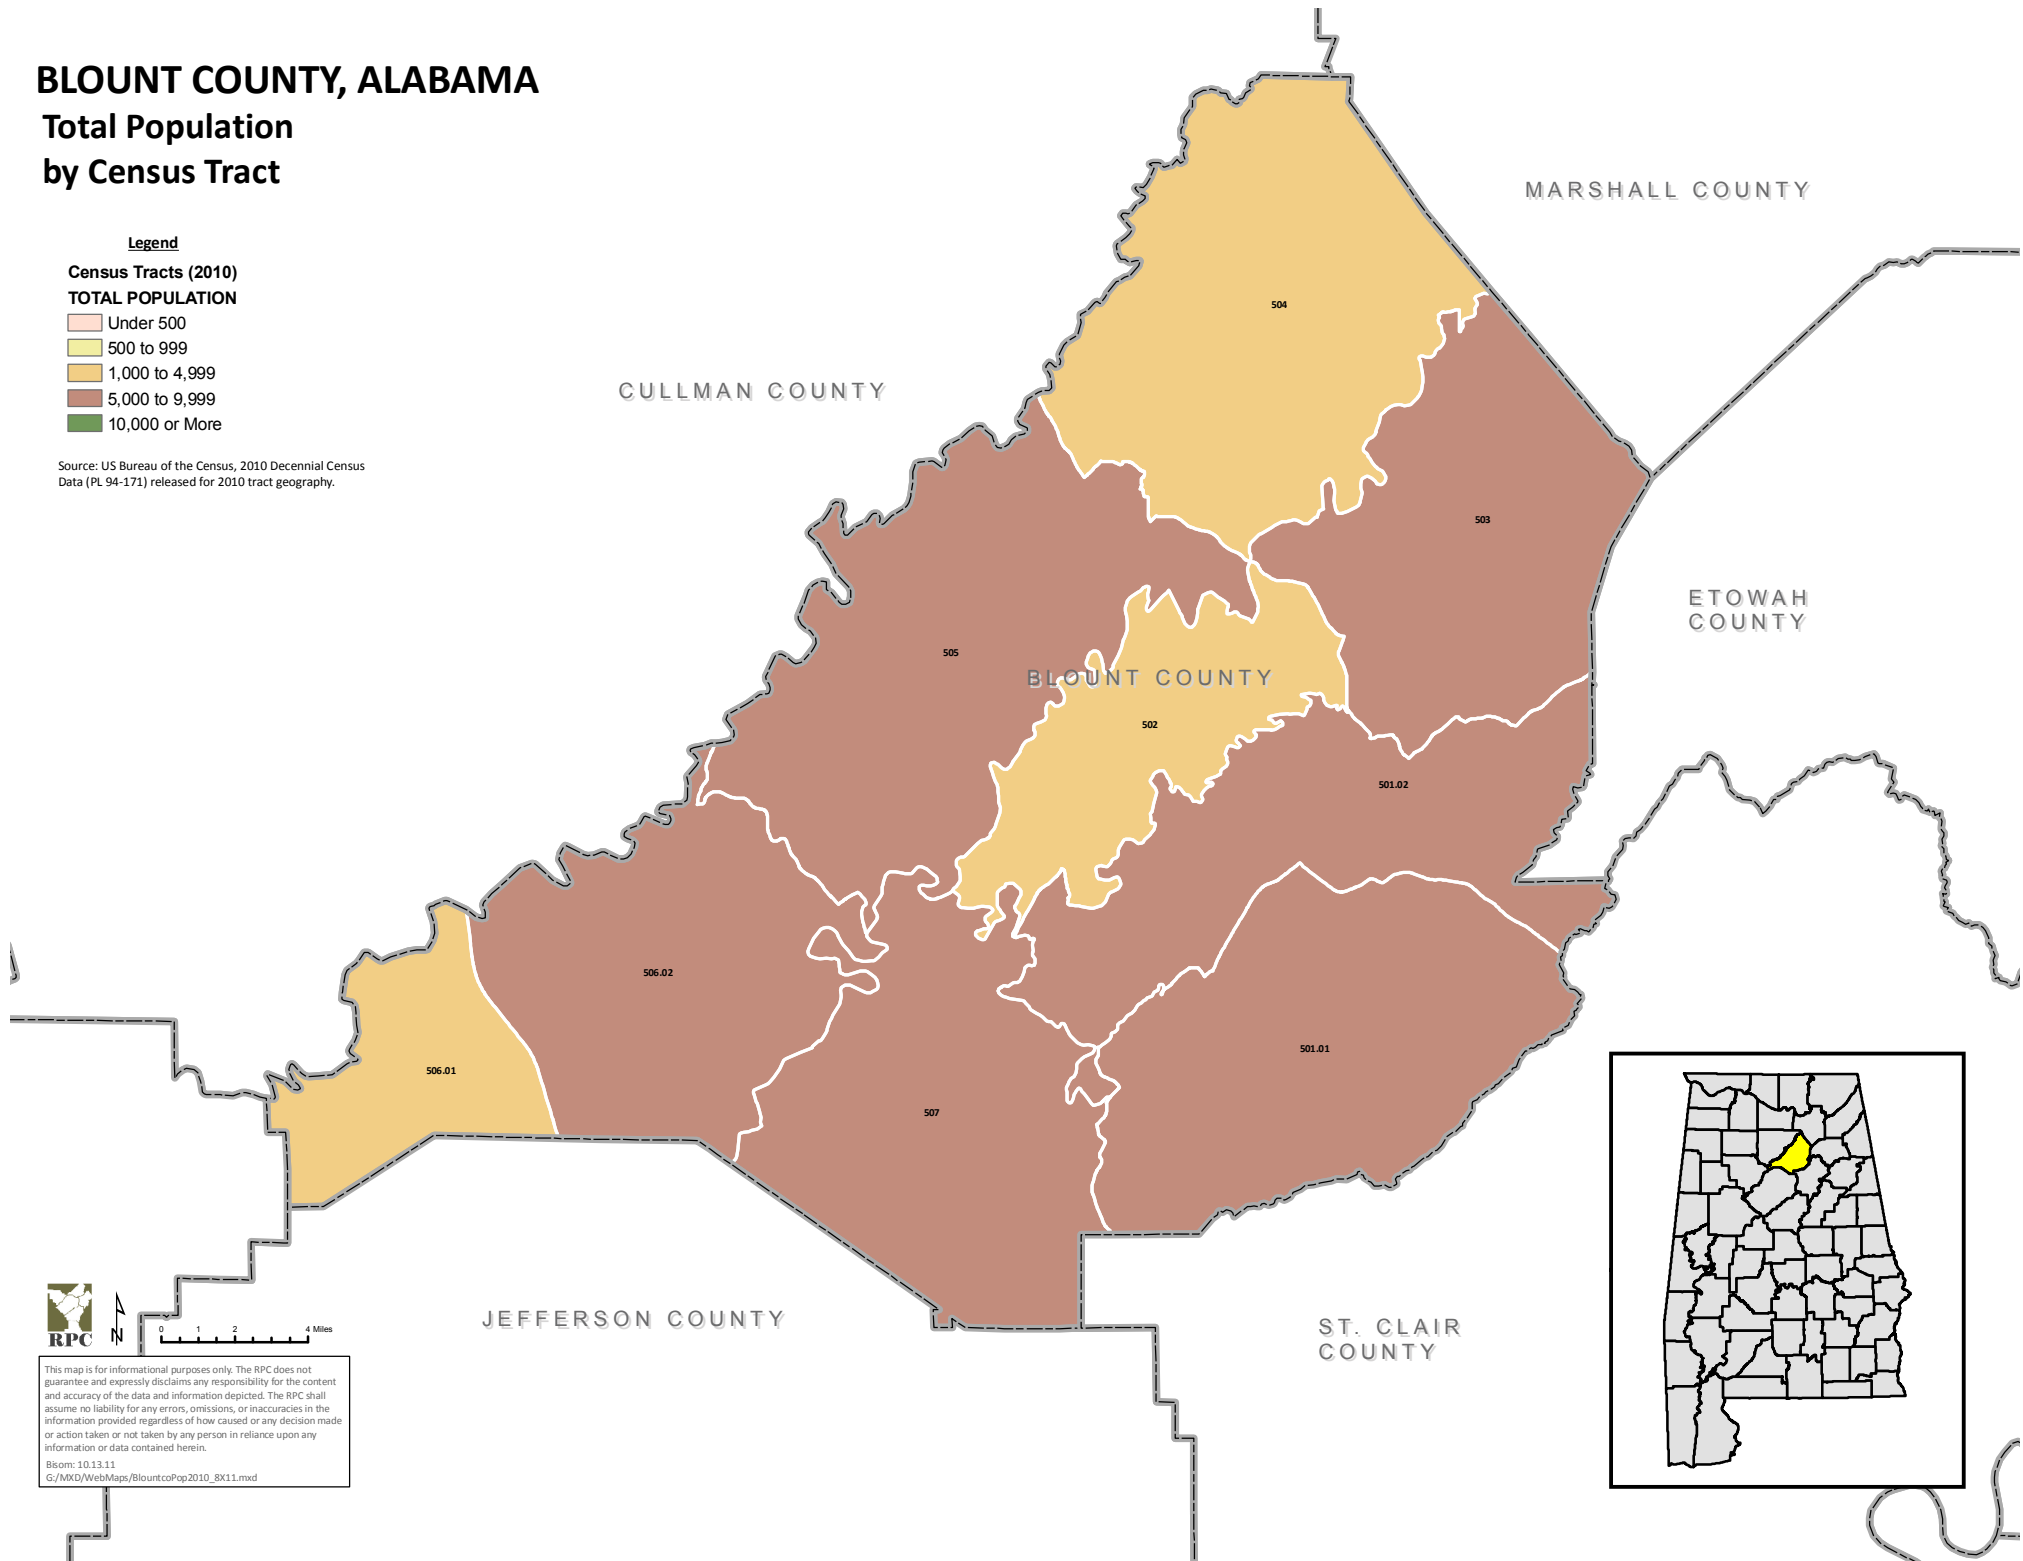 BLOUNT COUNTY, ALABAMA
Total Population
by Census Tract
Legend
Census Tracts (2010)
TOTAL POPULATION
Under 500
500 to 999
1,000 to 4,999
5,000 to 9,999
10,000 or More
Source: US Bureau of the Census, 2010 Decennial Census
Data (PL 94-171) released for 2010 tract geography.
MARSHALL COUNTY
504
CULLMAN COUNTY
503
ETOWAH
COUNTY
505
BLOUNT COUNTY
502
501.02
506.02
501.01
506.01
507
JEFFERSON COUNTY
ST. CLAIR
COUNTY
RPC
N
0 1 2 4 Miles
This map is for informational purposes only. The RPC does not
guarantee and expressly disclaims any responsibility for the content
and accuracy of the data and information depicted. The RPC shall
assume no liability for any errors, omissions, or inaccuracies in the
information provided regardless of how caused or any decision made
or action taken or not taken by any person in reliance upon any
information or data contained herein.
Bisom: 10.13.11
G:/MXD/WebMaps/BlountcoPop2010_8X11.mxd